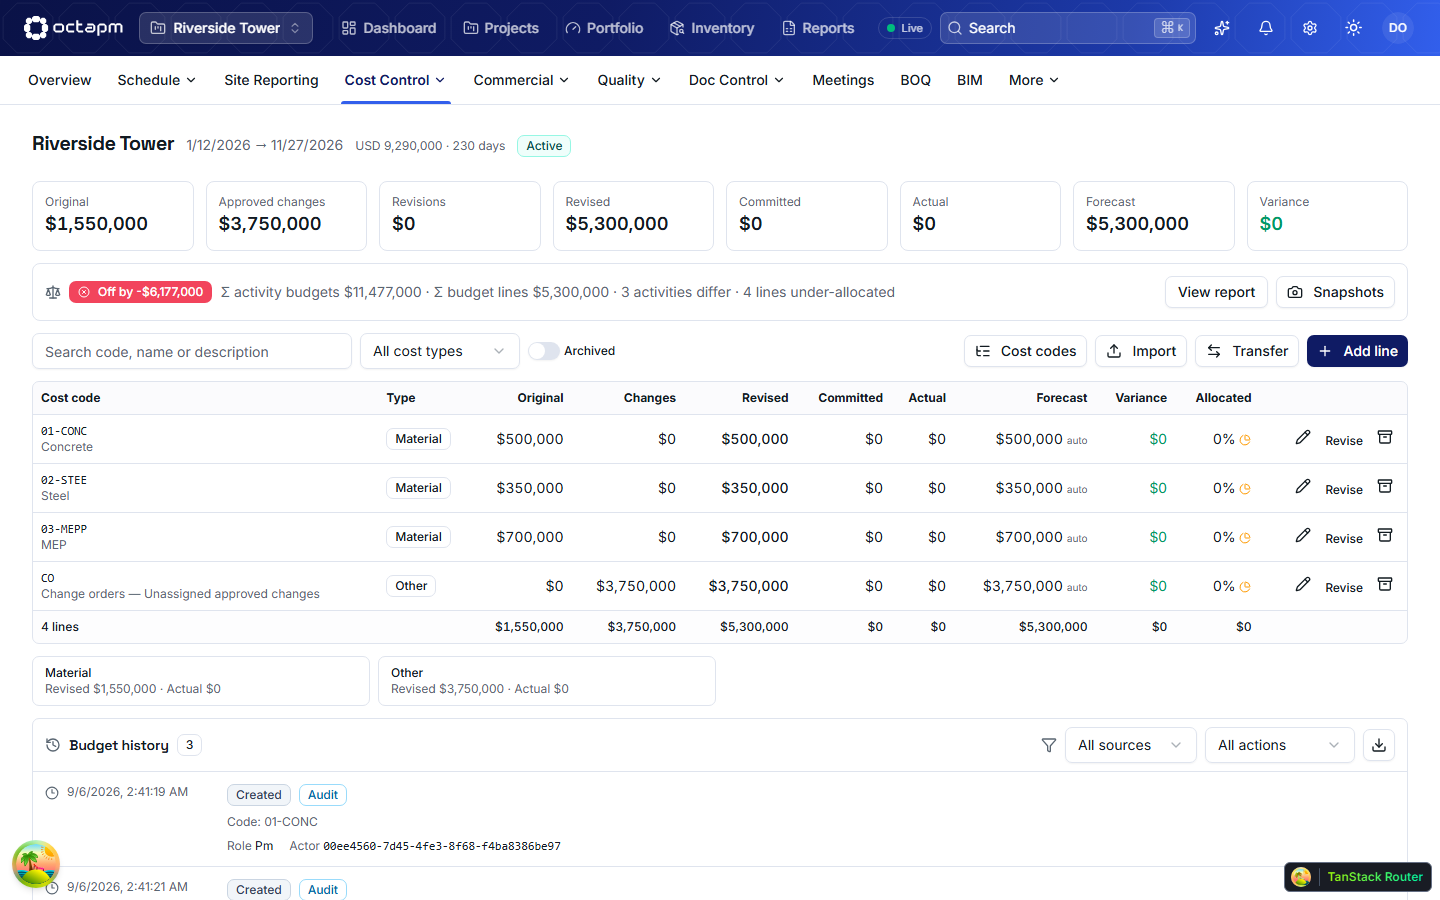 octapm
Riverside Tower
Dashboard
Projects
Portfolio
Inventory
Reports
Live
Search
⌘ K
DO
Overview
Schedule
Site Reporting
Cost Control
Commercial
Quality
Doc Control
Meetings
BOQ
BIM
More
Riverside Tower 1/12/2026 → 11/27/2026 USD 9,290,000 · 230 days Active
Original
$1,550,000
Approved changes
$3,750,000
Revisions
$0
Revised
$5,300,000
Committed
$0
Actual
$0
Forecast
$5,300,000
Variance
$0
Off by -$6,177,000 Σ activity budgets $11,477,000 · Σ budget lines $5,300,000 · 3 activities differ · 4 lines under-allocated
View report
Snapshots
Search code, name or description
All cost types
Archived
Cost codes
Import
Transfer
Add line
Cost code Type Original Changes Revised Committed Actual Forecast Variance Allocated
01-CONC
Concrete
Material $500,000 $0 $500,000 $0 $0 $500,000 auto $0 0% Revise
02-STEE
Steel
Material $350,000 $0 $350,000 $0 $0 $350,000 auto $0 0% Revise
03-MEPP
MEP
Material $700,000 $0 $700,000 $0 $0 $700,000 auto $0 0% Revise
CO
Change orders — Unassigned approved changes
Other $0 $3,750,000 $3,750,000 $0 $0 $3,750,000 auto $0 0% Revise
4 lines $1,550,000 $3,750,000 $5,300,000 $0 $0 $5,300,000 $0 $0
Material
Revised $1,550,000 · Actual $0
Other
Revised $3,750,000 · Actual $0
Budget history 3
All sources
All actions
9/6/2026, 2:41:19 AM Created Audit
Code: 01-CONC
Role Pm Actor 00ee4560-7d45-4fe3-8f68-f4ba8386be97
9/6/2026, 2:41:21 AM Created Audit
TanStack Router